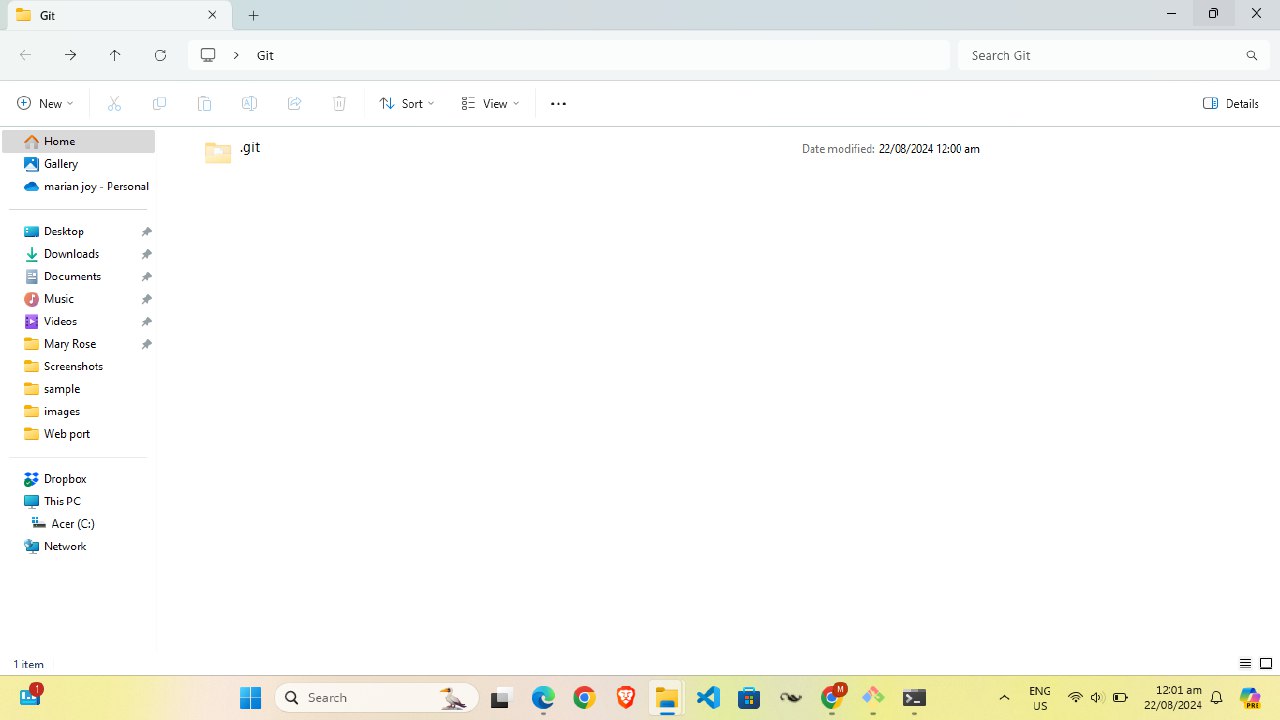 Git
Git
Search Git
New
Sort
View
Details
Home
Gallery
marian joy - Personal
.git
Date modified: 22/08/2024 12:00 am
Desktop
Downloads
Documents
Music
Videos
Mary Rose
Screenshots
sample
images
Web port
Dropbox
This PC
Acer (C:)
Network
1 item
1
Search
M
ENG
US
12:01 am
22/08/2024
PRE